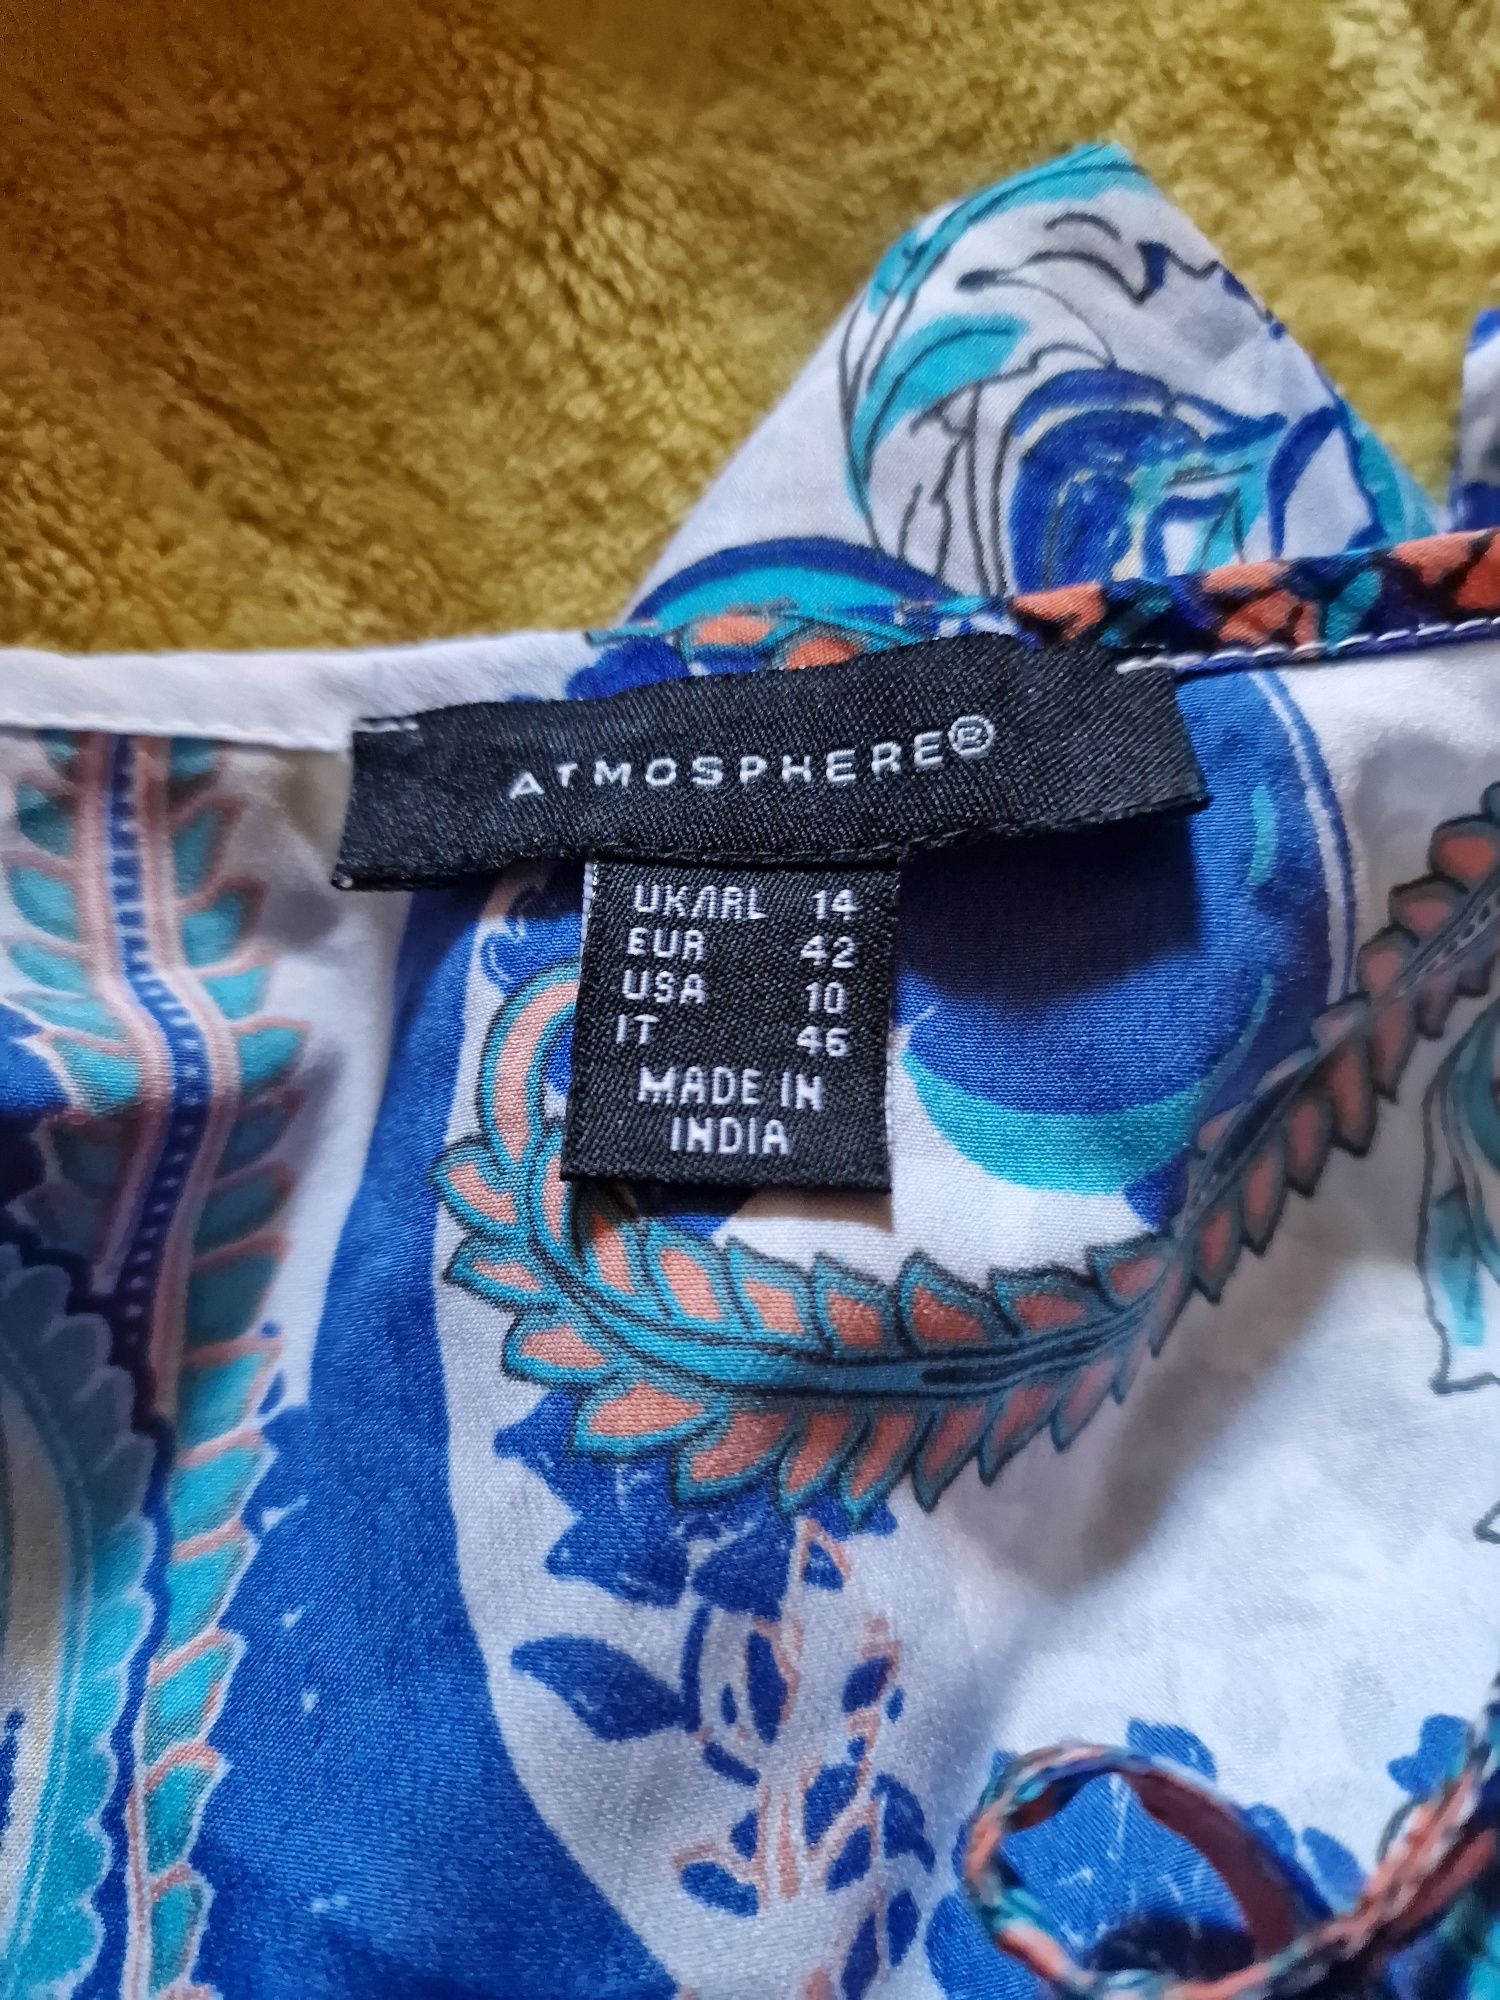 ATMOSPHERE®
UK/IRL 14
EUR 42
USA 10
IT 46
MADE IN
INDIA